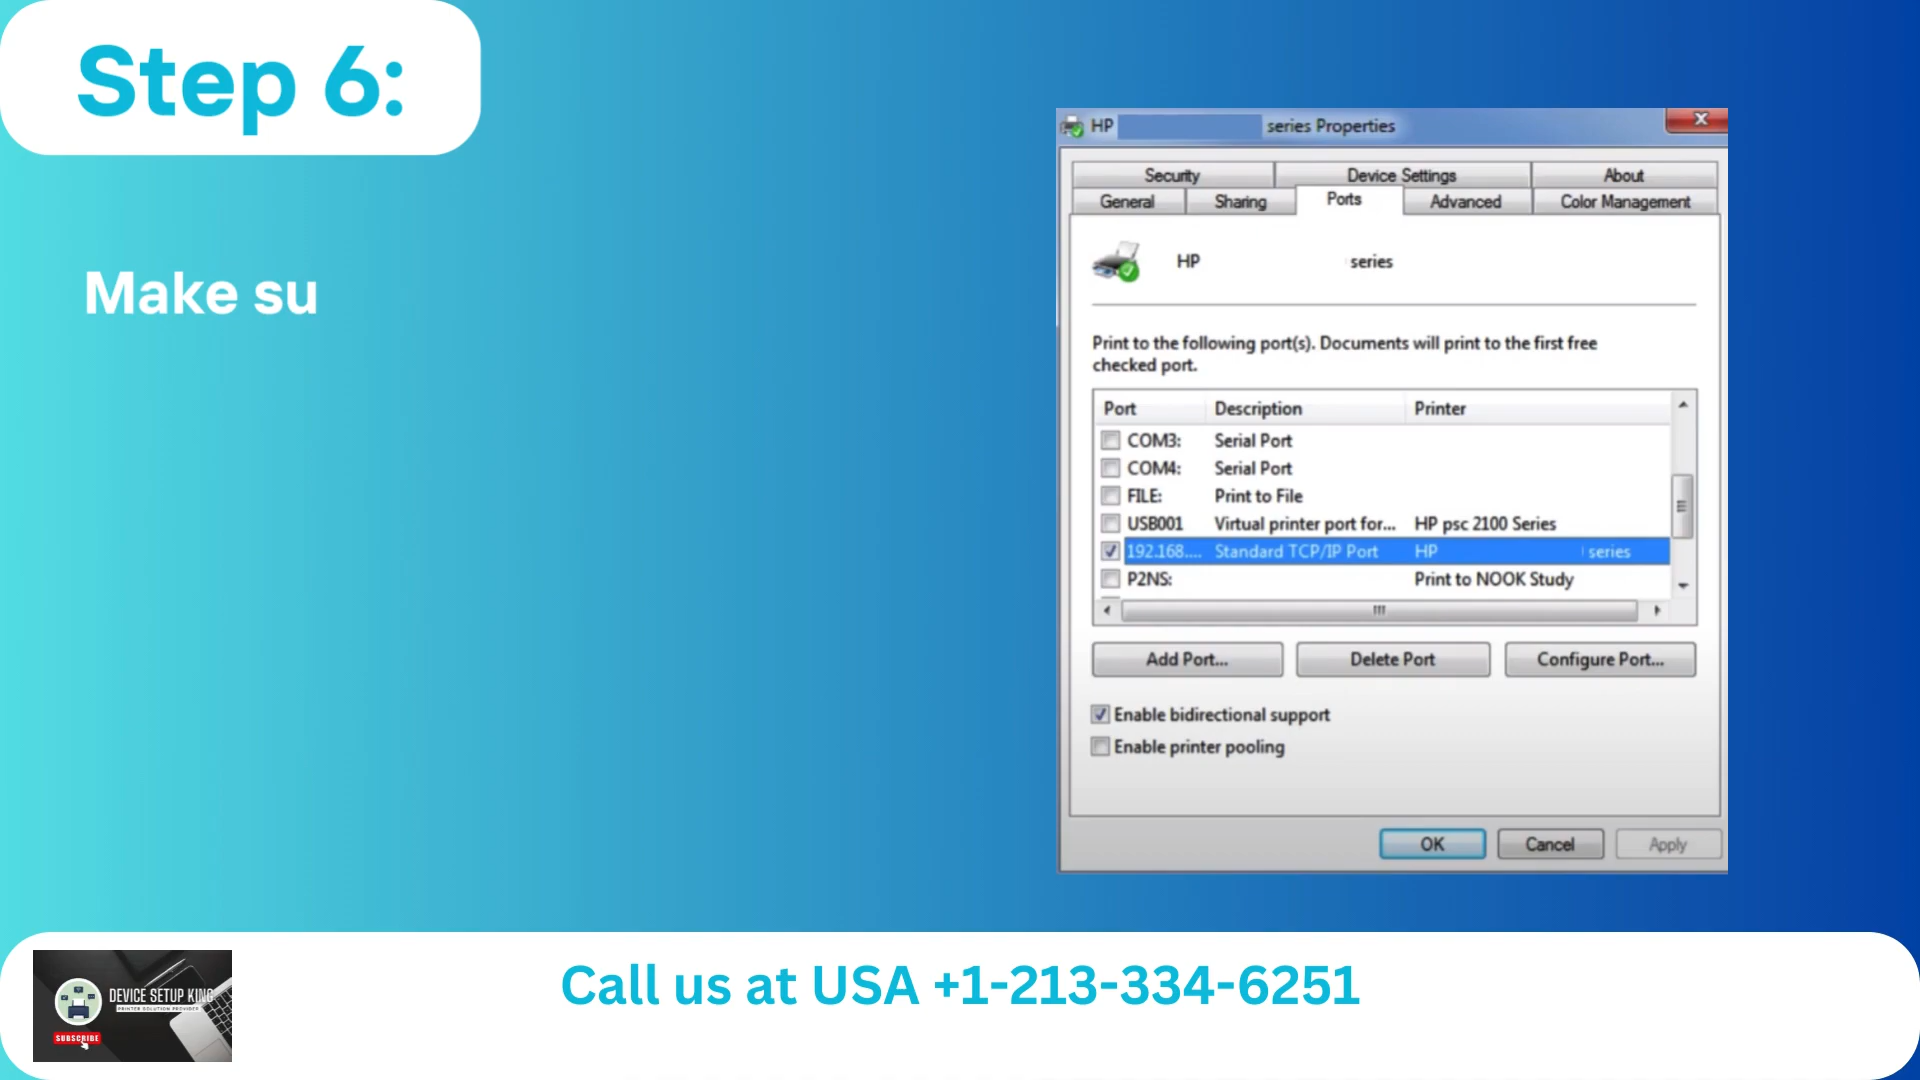 Step 6:
Make su
HP series Properties
Security Device Settings About
General Sharing Ports Advanced Color Management
HP series
Print to the following port(s). Documents will print to the first free
checked port.
Port Description Printer
COM3: Serial Port
COM4: Serial Port
FILE: Print to File
USB001 Virtual printer port for... HP psc 2100 Series
192.168.... Standard TCP/IP Port HP series
P2NS: Print to NOOK Study
Add Port... Delete Port Configure Port...
Enable bidirectional support
Enable printer pooling
OK Cancel Apply
DEVICE SETUP KING
PRINTER SOLUTION PROVIDER
SUBSCRIBE
Call us at USA +1-213-334-6251